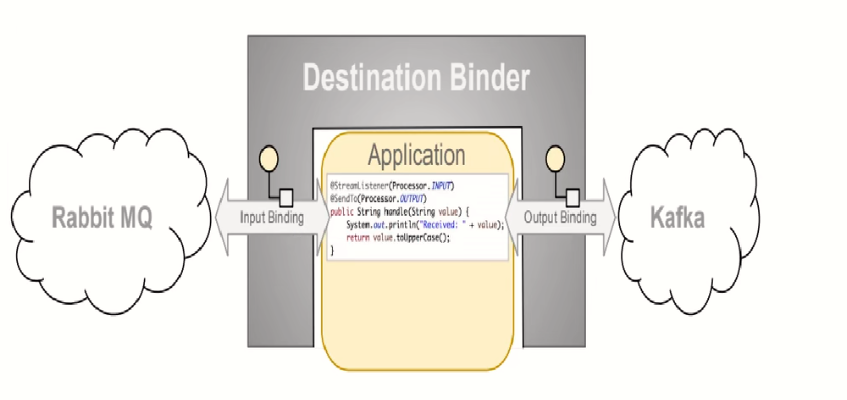 Destination Binder
Application
@StreamListener(Processor.INPUT)
@SendTo(Processor.OUTPUT)
public String handle(String value) {
System.out.println("Received: " + value);
return value.toUpperCase();
}
Rabbit MQ
Input Binding
Output Binding
Kafka